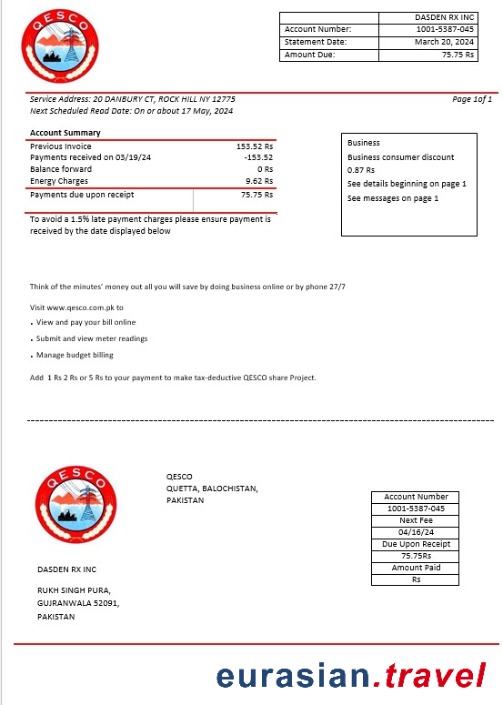 QESCO
DASDEN RX INC
Account Number: 1001-5387-045
Statement Date: March 20, 2024
Amount Due: 75.75 Rs
Service Address: 20 DANBURY CT, ROCK HILL NY 12775 Page 1of 1
Next Scheduled Read Date: On or about 17 May, 2024
Account Summary
Previous Invoice 153.52 Rs
Payments received on 03/19/24 -153.52
Balance forward 0 Rs
Energy Charges 9.62 Rs
Payments due upon receipt 75.75 Rs
To avoid a 1.5% late payment charges please ensure payment is
received by the date displayed below
Business
Business consumer discount
0.87 Rs
See details beginning on page 1
See messages on page 1
Think of the minutes' money out all you will save by doing business online or by phone 27/7
Visit www.qesco.com.pk to
• View and pay your bill online
• Submit and view meter readings
• Manage budget billing
Add 1 Rs 2 Rs or 5 Rs to your payment to make tax-deductive QESCO share Project.
QESCO
QESCO
QUETTA, BALOCHISTAN,
PAKISTAN
Account Number
1001-5387-045
Next Fee
04/16/24
Due Upon Receipt
75.75Rs
Amount Paid
Rs
DASDEN RX INC
RUKH SINGH PURA,
GUJRANWALA 52091,
PAKISTAN
eurasian.travel